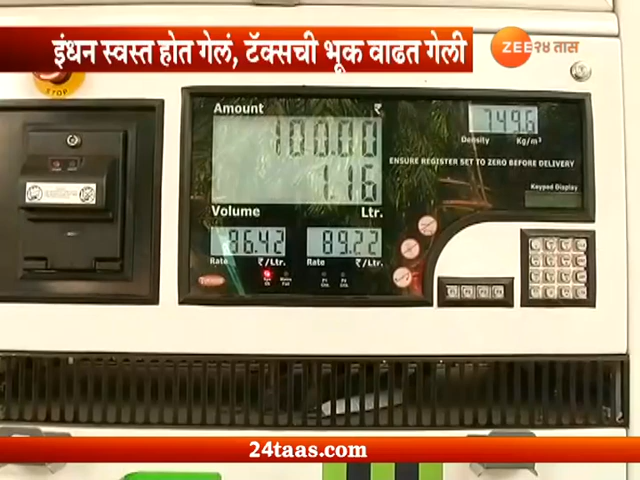 इंधन स्वस्त होत गेलं, टॅक्सची भूक वाढत गेली
ZEE २४ तास
STOP
Amount ₹
100.00
749.6
Density Kg/m³
ENSURE REGISTER SET TO ZERO BEFORE DELIVERY
1.16
Keypad Display
Volume Ltr.
86.42 89.22
Rate ₹/Ltr. Rate ₹/Ltr.
24taas.com